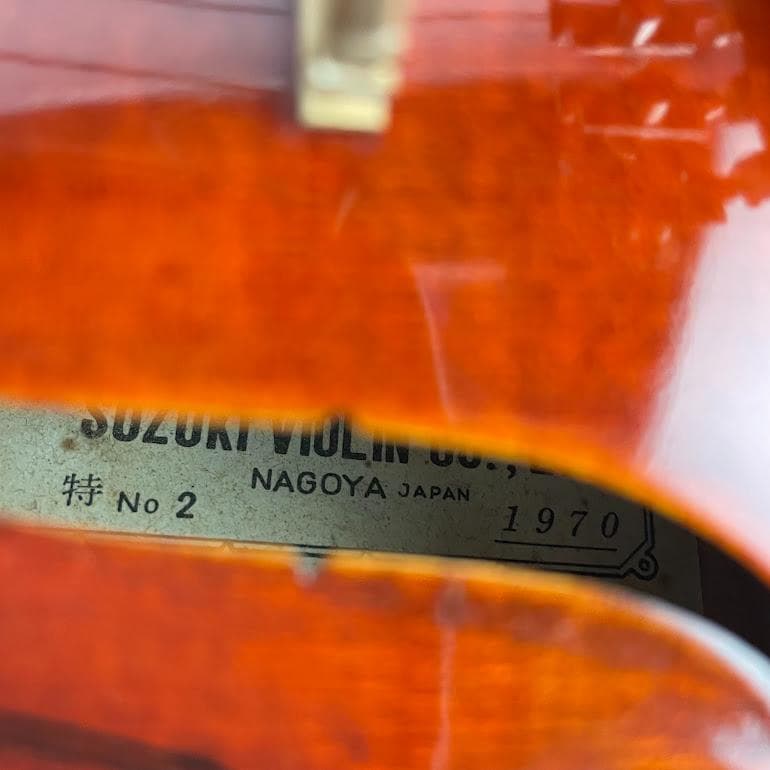 SUZUKI VIOLIN CO.,
NAGOYA JAPAN
特 No 2
1970